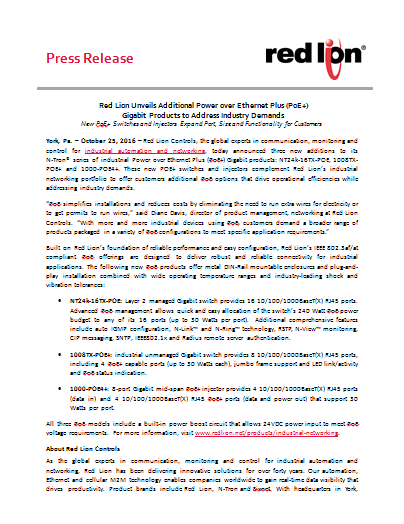 Press Release
red lion®
Red Lion Unveils Additional Power over Ethernet Plus (PoE+)
Gigabit Products to Address Industry Demands
New PoE+ Switches and Injectors Expand Port, Size and Functionality for Customers
York, Pa. – October 25, 2016 – Red Lion Controls, the global experts in communication, monitoring and
control for industrial automation and networking, today announced three new additions to its
N-Tron® series of industrial Power over Ethernet Plus (PoE+) Gigabit products: NT24k-16TX-POE, 1008TX-
POE+ and 1000-POE4+. These new POE+ switches and injectors complement Red Lion's industrial
networking portfolio to offer customers additional PoE options that drive operational efficiencies while
addressing industry demands.
"PoE simplifies installations and reduces costs by eliminating the need to run extra wires for electricity or
to get permits to run wires," said Diane Davis, director of product management, networking at Red Lion
Controls. "With more and more industrial devices using PoE customers demand a broader range of
products packaged in a variety of PoE configurations to meet specific application requirements."
Built on Red Lion's foundation of reliable performance and easy configuration, Red Lion's IEEE 802.3af/at
compliant PoE offerings are designed to deliver robust and reliable connectivity for industrial
applications. The following new PoE products offer metal DIN-Rail mountable enclosures and plug-and-
play installation combined with wide operating temperature ranges and industry-leading shock and
vibration tolerances:
• NT24k-16TX-POE: Layer 2 managed Gigabit switch provides 16 10/100/1000BaseT(X) RJ45 ports.
Advanced PoE management allows quick and easy allocation of the switch's 240 Watt PoE power
budget to any of its 16 ports (up to 30 Watts per port). Additional comprehensive features
include auto IGMP configuration, N-Link™ and N-Ring™ technology, RSTP, N-View™ monitoring,
CIP messaging, SNTP, IEEE802.1x and Radius remote server authentication.
• 1008TX-POE+: industrial unmanaged Gigabit switch provides 8 10/100/1000BaseT(X) RJ45 ports,
including 4 PoE+ capable ports (up to 30 Watts each), jumbo frame support and LED link/activity
and PoE status indication.
• 1000-POE4+: 8-port Gigabit mid-span PoE+ injector provides 4 10/100/1000BaseT(X) RJ45 ports
(data in) and 4 10/100/1000BaseT(X) RJ45 PoE+ ports (data and power out) that support 30
Watts per port.
All three PoE models include a built-in power boost circuit that allows 24VDC power input to meet PoE
voltage requirements. For more information, visit www.redlion.net/products/industrial-networking.
About Red Lion Controls
As the global experts in communication, monitoring and control for industrial automation and
networking, Red Lion has been delivering innovative solutions for over forty years. Our automation,
Ethernet and cellular M2M technology enables companies worldwide to gain real-time data visibility that
drives productivity. Product brands include Red Lion, N-Tron and Sixnet. With headquarters in York,